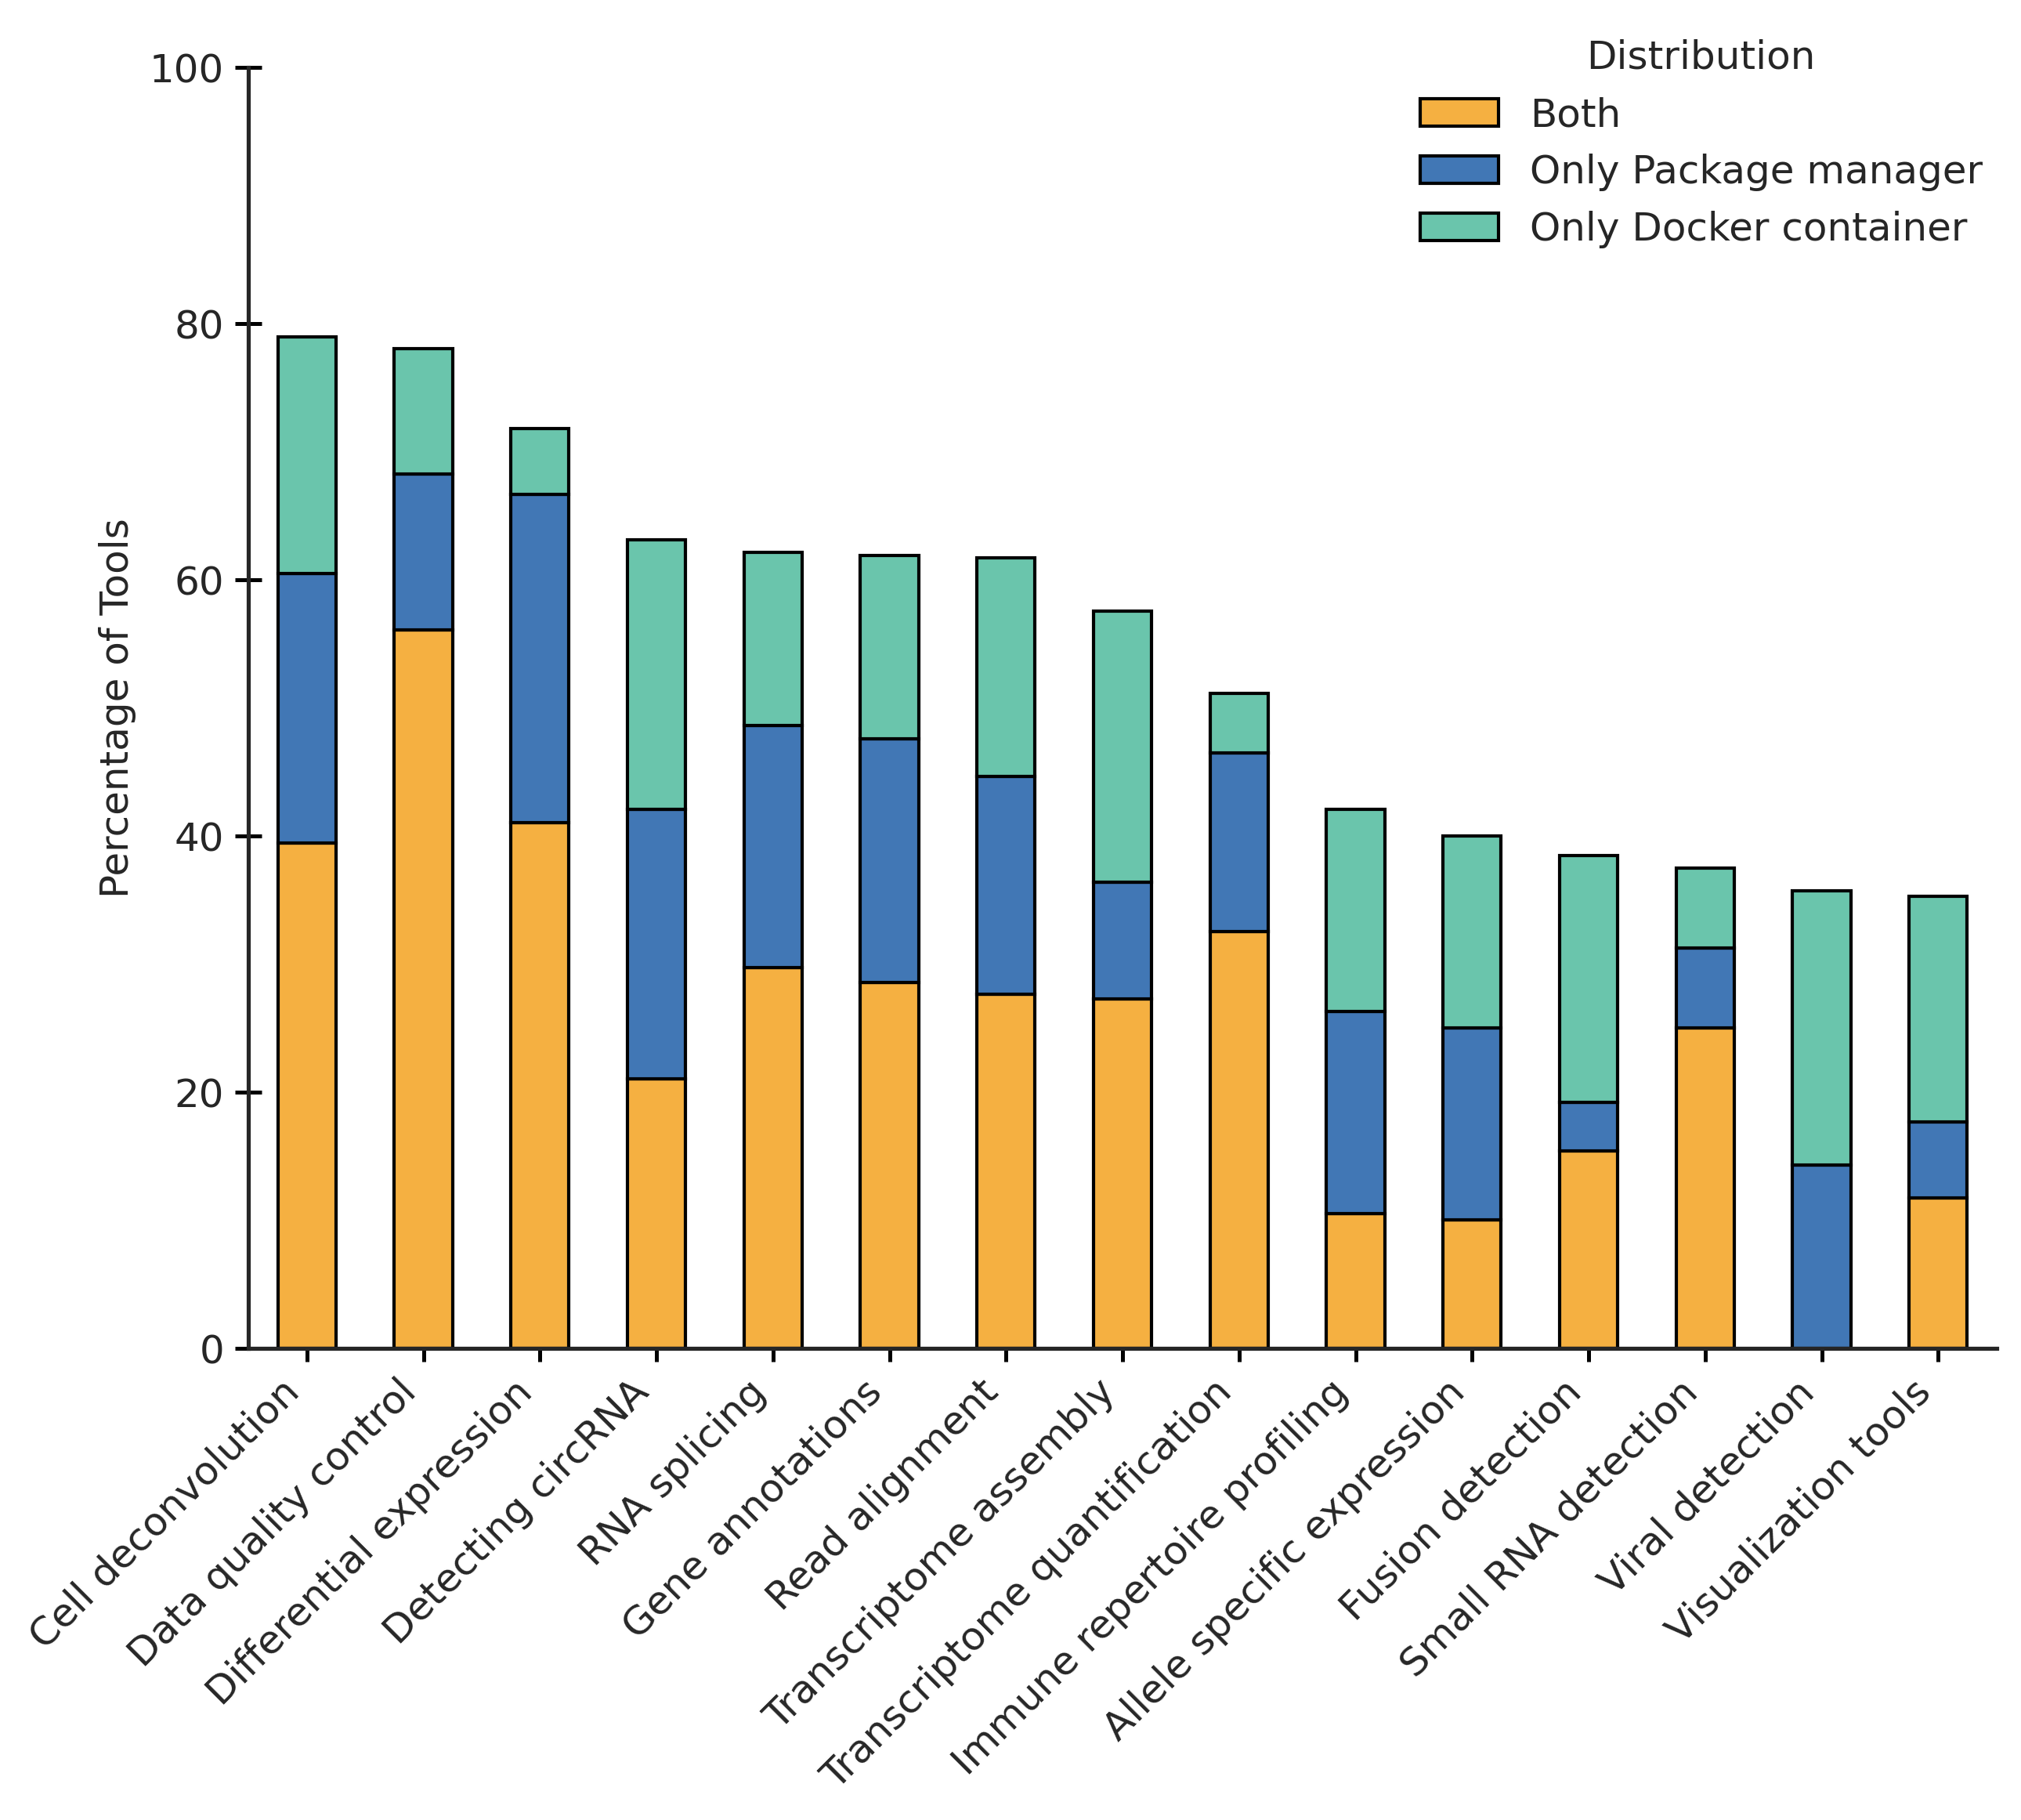 Distribution
Both
Only Package manager
Only Docker container
Percentage of Tools
100
80
60
40
20
0
Cell deconvolution
Data quality control
Differential expression
Detecting circRNA
RNA splicing
Gene annotations
Read alignment
Transcriptome assembly
Transcriptome quantification
Immune repertoire profiling
Allele specific expression
Fusion detection
Small RNA detection
Viral detection
Visualization tools